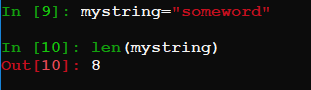 In [9]: mystring="someword"
In [10]: len(mystring)
Out[10]: 8